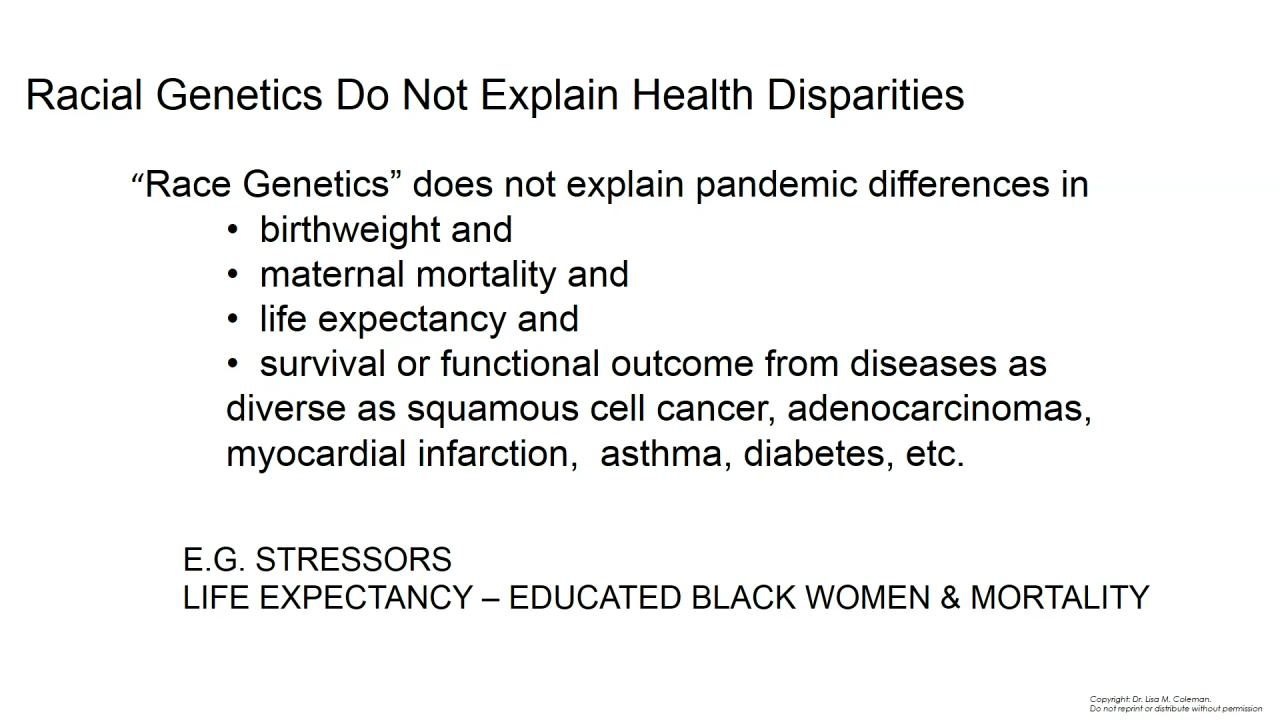 Racial Genetics Do Not Explain Health Disparities
“Race Genetics” does not explain pandemic differences in
• birthweight and
• maternal mortality and
• life expectancy and
• survival or functional outcome from diseases as
diverse as squamous cell cancer, adenocarcinomas,
myocardial infarction,  asthma, diabetes, etc.
E.G. STRESSORS
LIFE EXPECTANCY – EDUCATED BLACK WOMEN & MORTALITY
Copyright: Dr. Lisa M. Coleman.
Do not reprint or distribute without permission